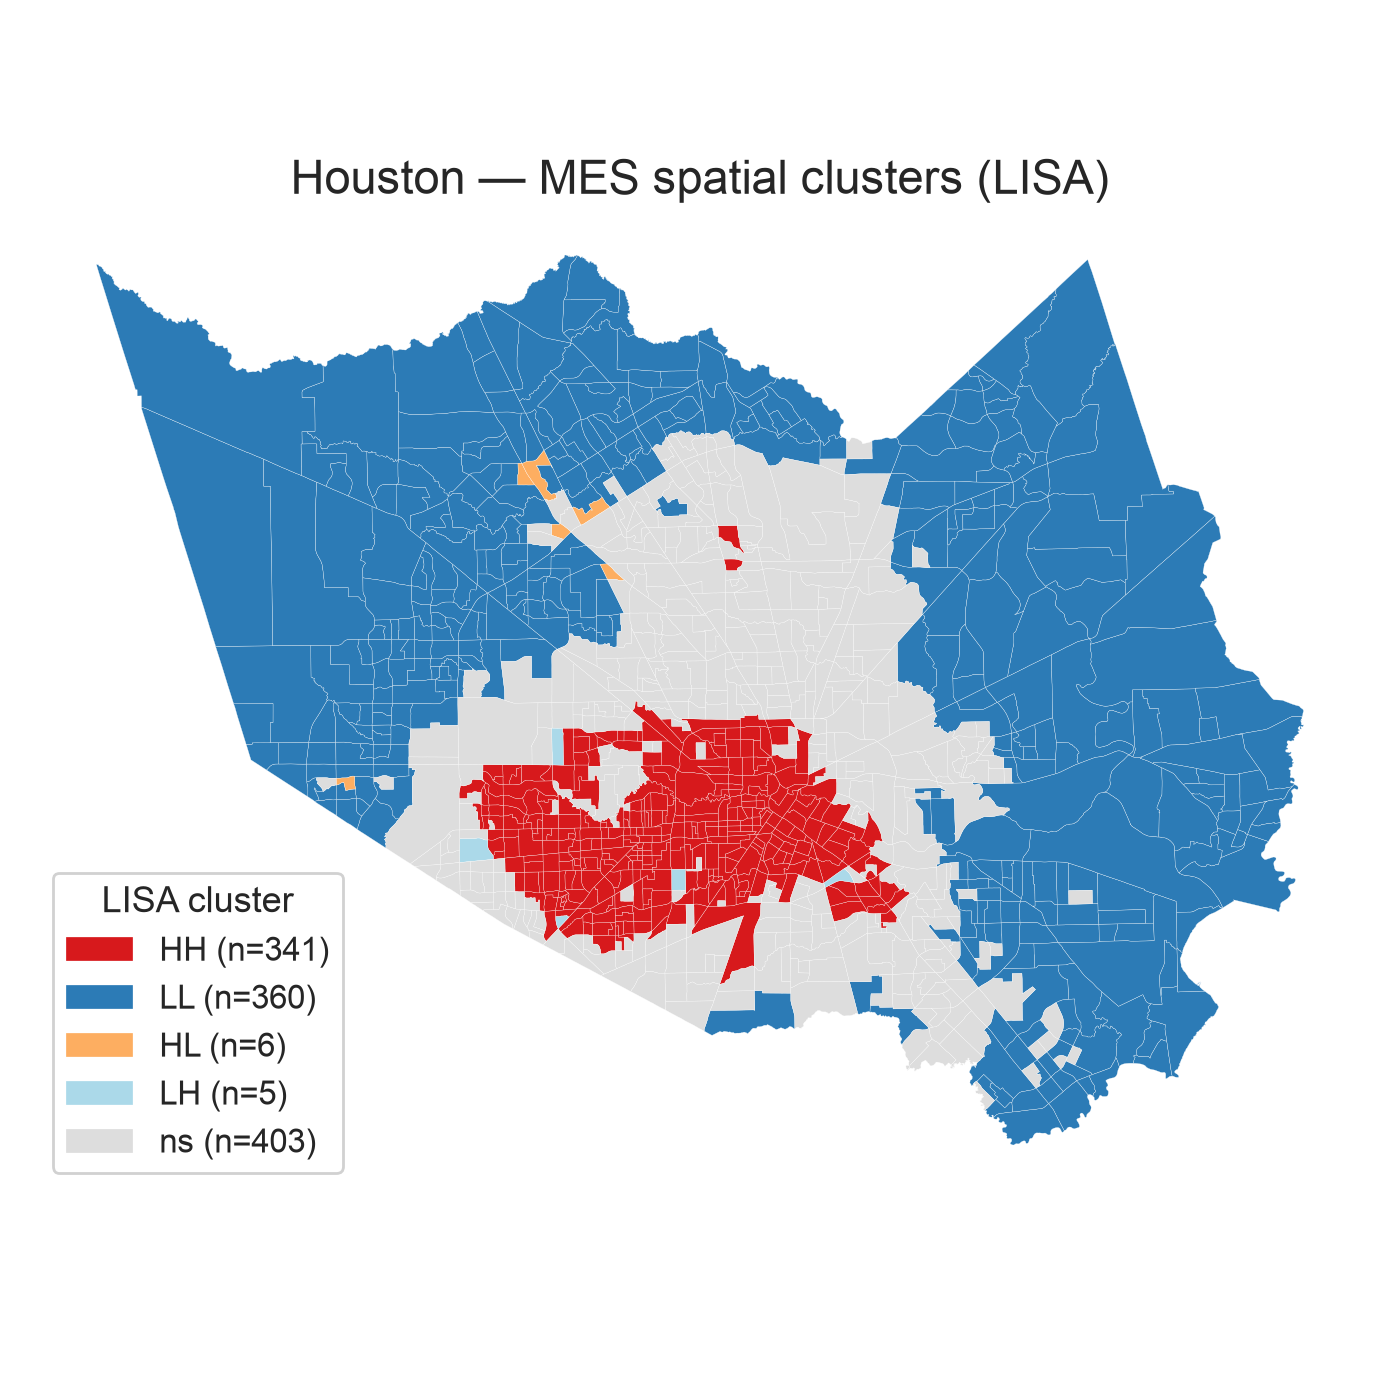 Houston — MES spatial clusters (LISA)
LISA cluster
HH (n=341)
LL (n=360)
HL (n=6)
LH (n=5)
ns (n=403)